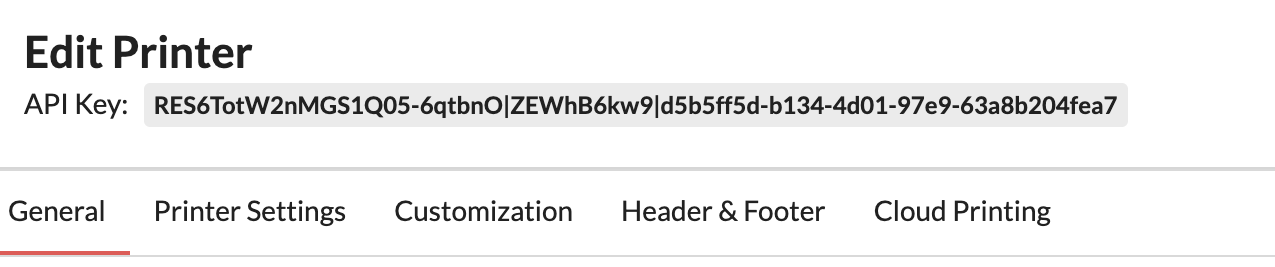 Edit Printer
API Key: RES6TotW2nMGS1Q05-6qtbnO|ZEWhB6kw9|d5b5ff5d-b134-4d01-97e9-63a8b204fea7
General Printer Settings Customization Header & Footer Cloud Printing